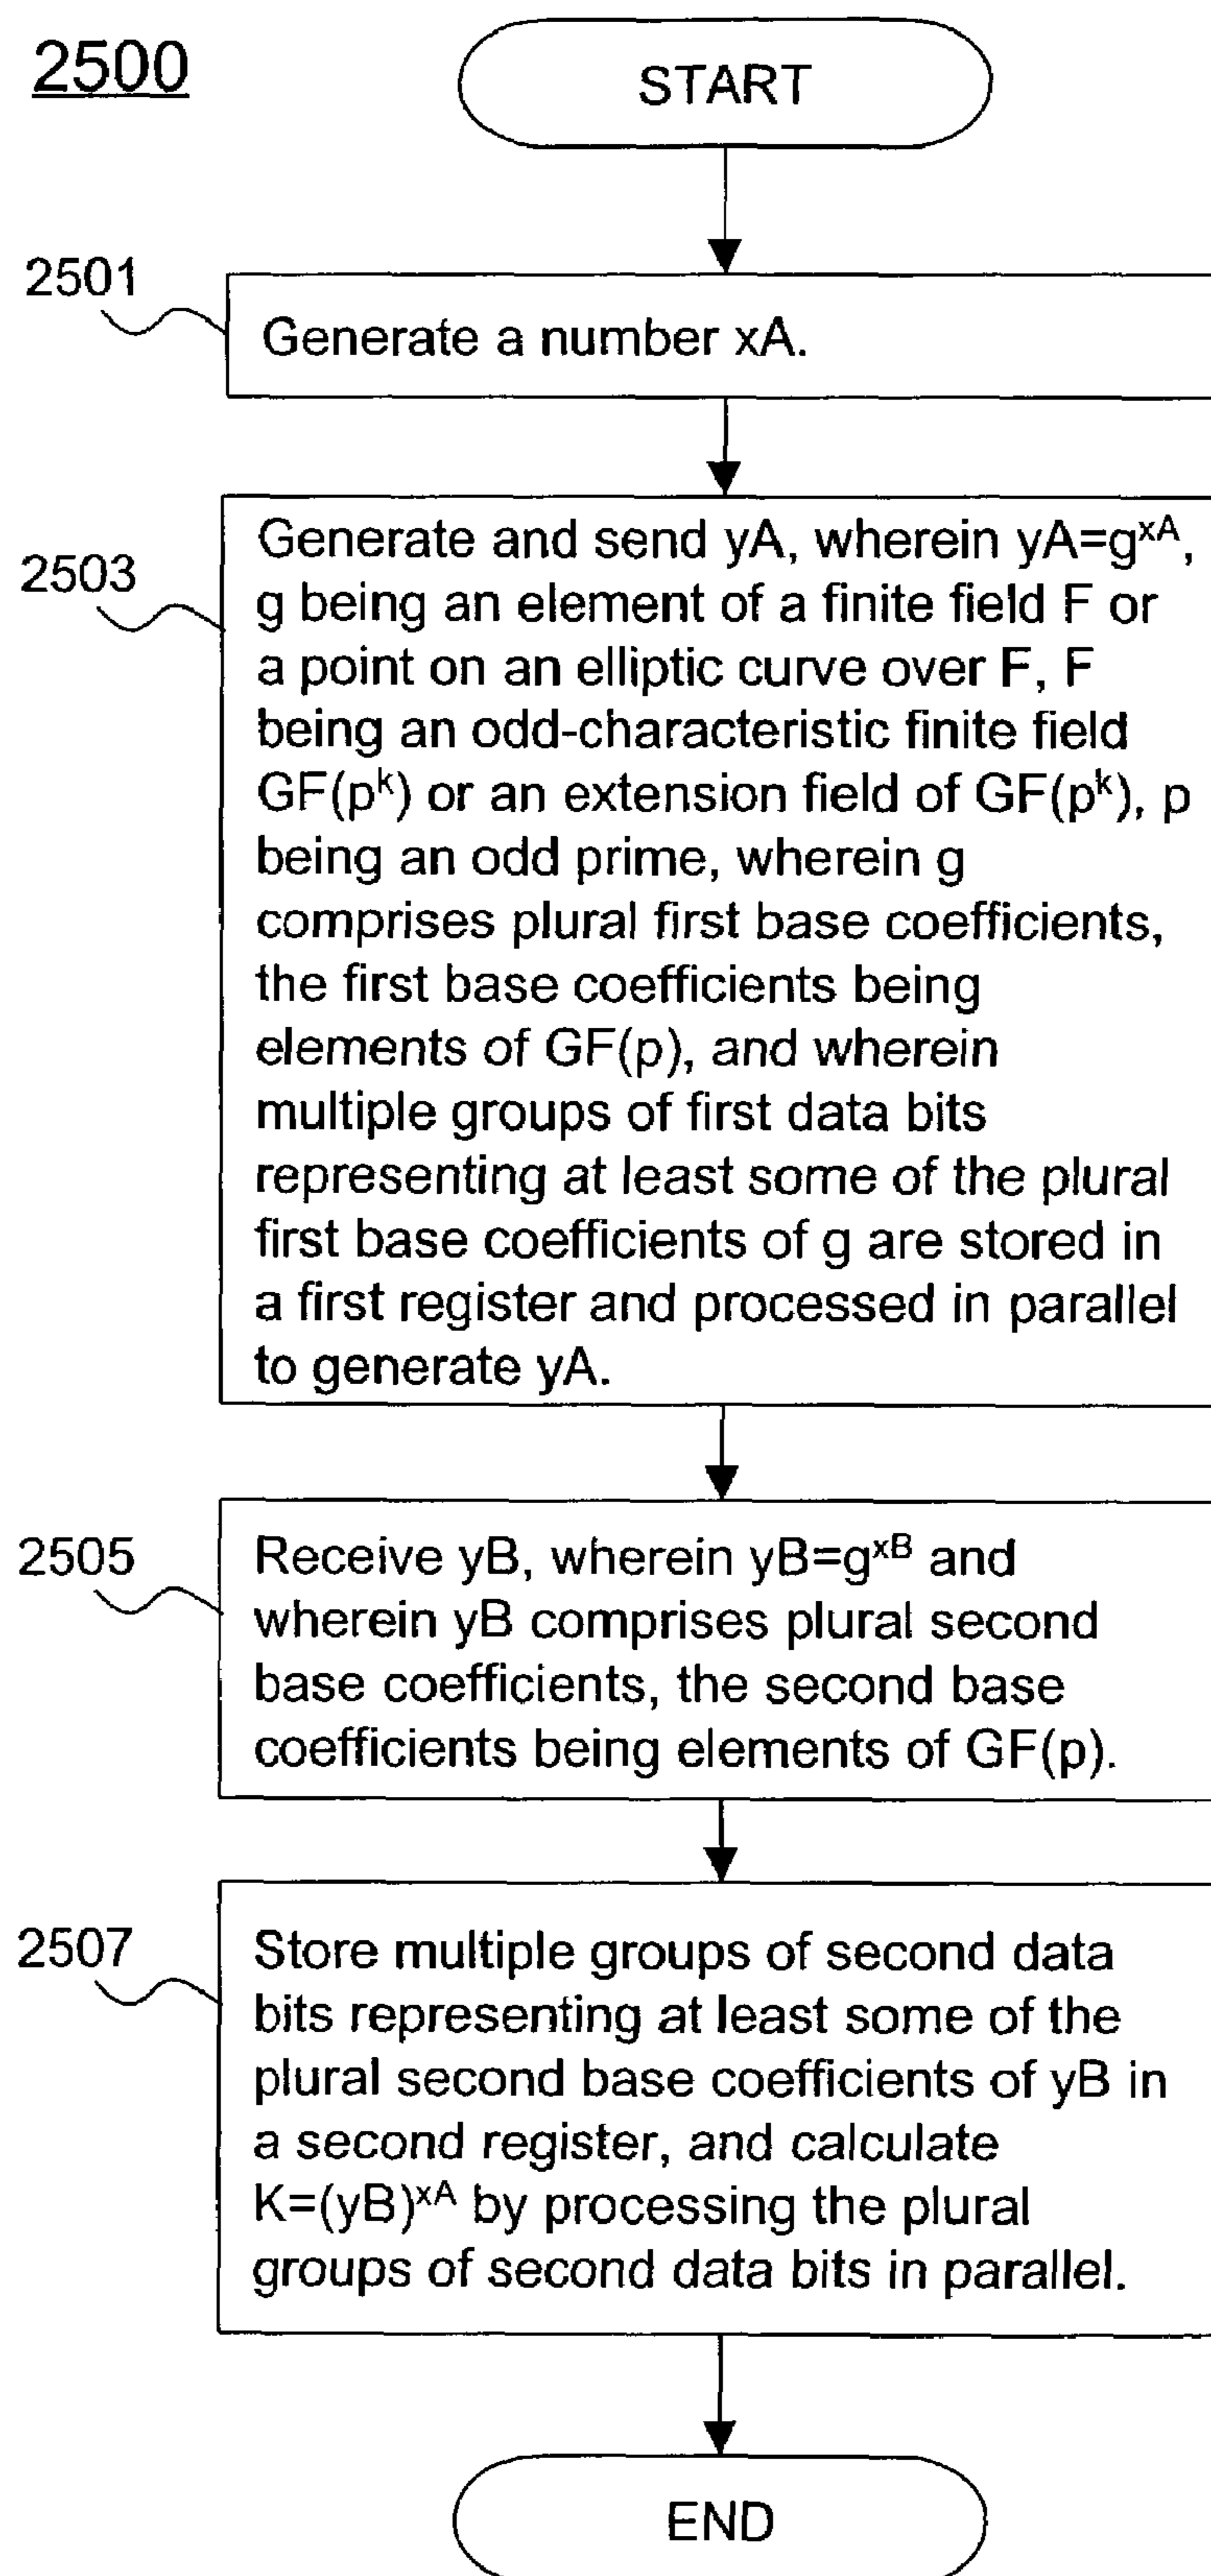 2500
START
2501
Generate a number xA.
2503
Generate and send yA, wherein yA=g^xA,
g being an element of a finite field F or
a point on an elliptic curve over F, F
being an odd-characteristic finite field
GF(p^k) or an extension field of GF(p^k), p
being an odd prime, wherein g
comprises plural first base coefficients,
the first base coefficients being
elements of GF(p), and wherein
multiple groups of first data bits
representing at least some of the plural
first base coefficients of g are stored in
a first register and processed in parallel
to generate yA.
2505
Receive yB, wherein yB=g^xB and
wherein yB comprises plural second
base coefficients, the second base
coefficients being elements of GF(p).
2507
Store multiple groups of second data
bits representing at least some of the
plural second base coefficients of yB in
a second register, and calculate
K=(yB)^xA by processing the plural
groups of second data bits in parallel.
END